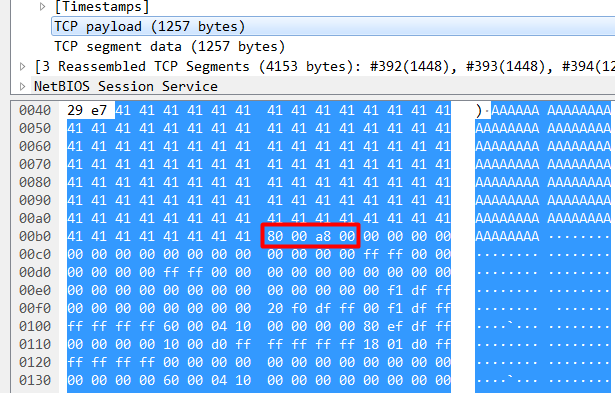 [Timestamps]
TCP payload (1257 bytes)
TCP segment data (1257 bytes)
[3 Reassembled TCP Segments (4153 bytes): #392(1448), #393(1448), #394(12
NetBIOS Session Service
0040 29 e7 41 41 41 41 41 41 41 41 41 41 41 41 41 41 )·AAAAAA AAAAAAAA
0050 41 41 41 41 41 41 41 41 41 41 41 41 41 41 41 41 AAAAAAAA AAAAAAAA
0060 41 41 41 41 41 41 41 41 41 41 41 41 41 41 41 41 AAAAAAAA AAAAAAAA
0070 41 41 41 41 41 41 41 41 41 41 41 41 41 41 41 41 AAAAAAAA AAAAAAAA
0080 41 41 41 41 41 41 41 41 41 41 41 41 41 41 41 41 AAAAAAAA AAAAAAAA
0090 41 41 41 41 41 41 41 41 41 41 41 41 41 41 41 41 AAAAAAAA AAAAAAAA
00a0 41 41 41 41 41 41 41 41 41 41 41 41 41 41 41 41 AAAAAAAA AAAAAAAA
00b0 41 41 41 41 41 41 41 41 80 00 a8 00 00 00 00 00 AAAAAAAA ········
00c0 00 00 00 00 00 00 00 00 00 00 00 00 ff ff 00 00 ········ ········
00d0 00 00 00 00 ff ff 00 00 00 00 00 00 00 00 00 00 ········ ········
00e0 00 00 00 00 00 00 00 00 00 00 00 00 00 f1 df ff ········ ········
00f0 00 00 00 00 00 00 00 00 20 f0 df ff 00 f1 df ff ········ ·······
0100 ff ff ff ff 60 00 04 10 00 00 00 00 80 ef df ff ····`··· ········
0110 00 00 00 00 10 00 d0 ff ff ff ff ff 18 01 d0 ff ········ ········
0120 ff ff ff ff 00 00 00 00 00 00 00 00 00 00 00 00 ········ ········
0130 00 00 00 00 60 00 04 10 00 00 00 00 00 00 00 00 ····`··· ········